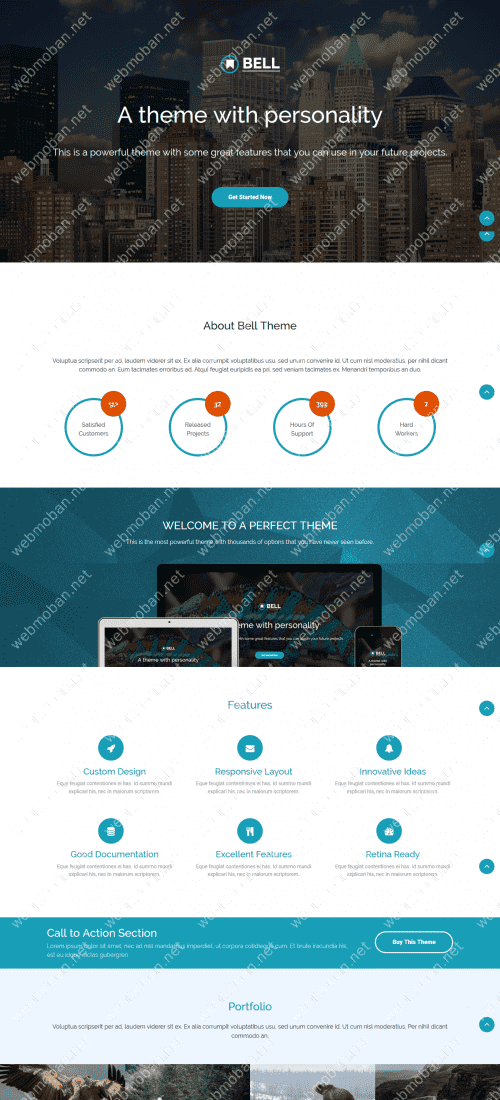 BELL
A theme with personality
This is a powerful theme with some great features that you can use in your future projects.
Get Started Now
About Bell Theme
Voluptua scripserit per ad, laudem viderer sit ex. Ex alia corrumpit voluptatibus usu, sed unum convenire id. Ut cum nisl moderatius, per nihil dicant
commodo an. Eum tacimates erroribus ad. Atqui feugiat euripidis ea pri, sed veniam tacimates ex. Menandri temporibus an duo.
Satisfied
Customers
32
Released
Projects
393
Hours Of
Support
7
Hard
Workers
WELCOME TO A PERFECT THEME
This is the most powerful theme with thousands of options that you have never seen before.
BELL
eme with personality
BELL
A theme with personality
BELL
Features
Custom Design
Eque feugiat contentiones ei has. Id summo mundi
explicari his, nec in maiorum scriptorem.
Responsive Layout
Eque feugiat contentiones ei has. Id summo mundi
explicari his, nec in maiorum scriptorem.
Innovative Ideas
Eque feugiat contentiones ei has. Id summo mundi
explicari his, nec in maiorum scriptorem.
Good Documentation
Eque feugiat contentiones ei has. Id summo mundi
explicari his, nec in maiorum scriptorem.
Excellent Features
Eque feugiat contentiones ei has. Id summo mundi
explicari his, nec in maiorum scriptorem.
Retina Ready
Eque feugiat contentiones ei has. Id summo mundi
explicari his, nec in maiorum scriptorem.
Call to Action Section
Lorem ipsum dolor sit amet, nec ad nisl mandamus imperdiet, ut corpora cotidieque cum. Et brute iracundia his
est eu idque dictas gubergren
Buy This Theme
Portfolio
Voluptua scripserit per ad, laudem viderer sit ex. Ex alia corrumpit voluptatibus usu, sed unum convenire id. Ut cum nisl moderatius, Per nihil dicant
commodo an.
webmoban.net